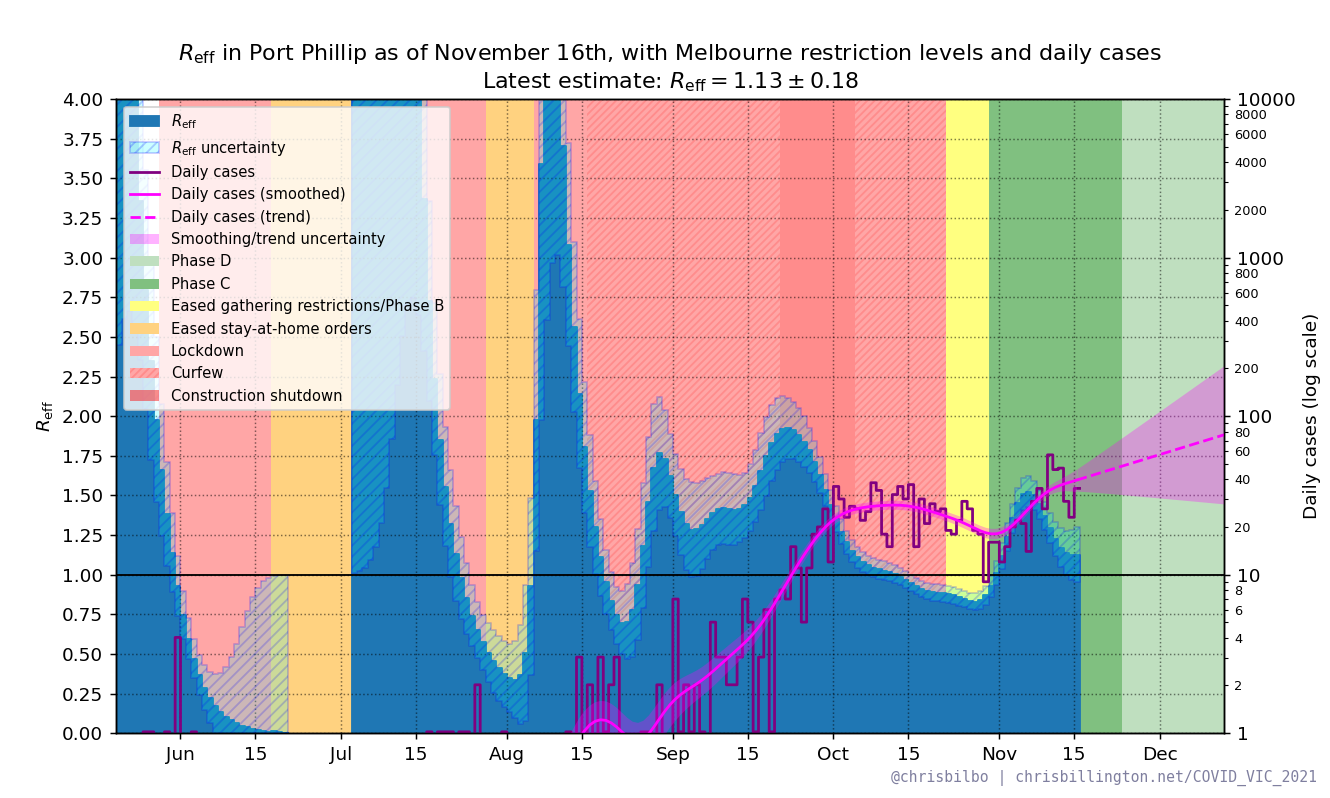 Reff in Port Phillip as of November 16th, with Melbourne restriction levels and daily cases
Latest estimate: Reff = 1.13 ± 0.18
4.00
3.75
3.50
3.25
3.00
2.75
2.50
2.25
2.00
1.75
1.50
1.25
1.00
0.75
0.50
0.25
0.00
Reff
Reff
Reff uncertainty
Daily cases
Daily cases (smoothed)
Daily cases (trend)
Smoothing/trend uncertainty
Phase D
Phase C
Eased gathering restrictions/Phase B
Eased stay-at-home orders
Lockdown
Curfew
Construction shutdown
10000
8000
6000
4000
2000
1000
800
600
400
200
100
80
60
40
20
10
8
6
4
2
1
Daily cases (log scale)
Jun 15 Jul 15 Aug 15 Sep 15 Oct 15 Nov 15 Dec
@chrisbilbo | chrisbillington.net/COVID_VIC_2021